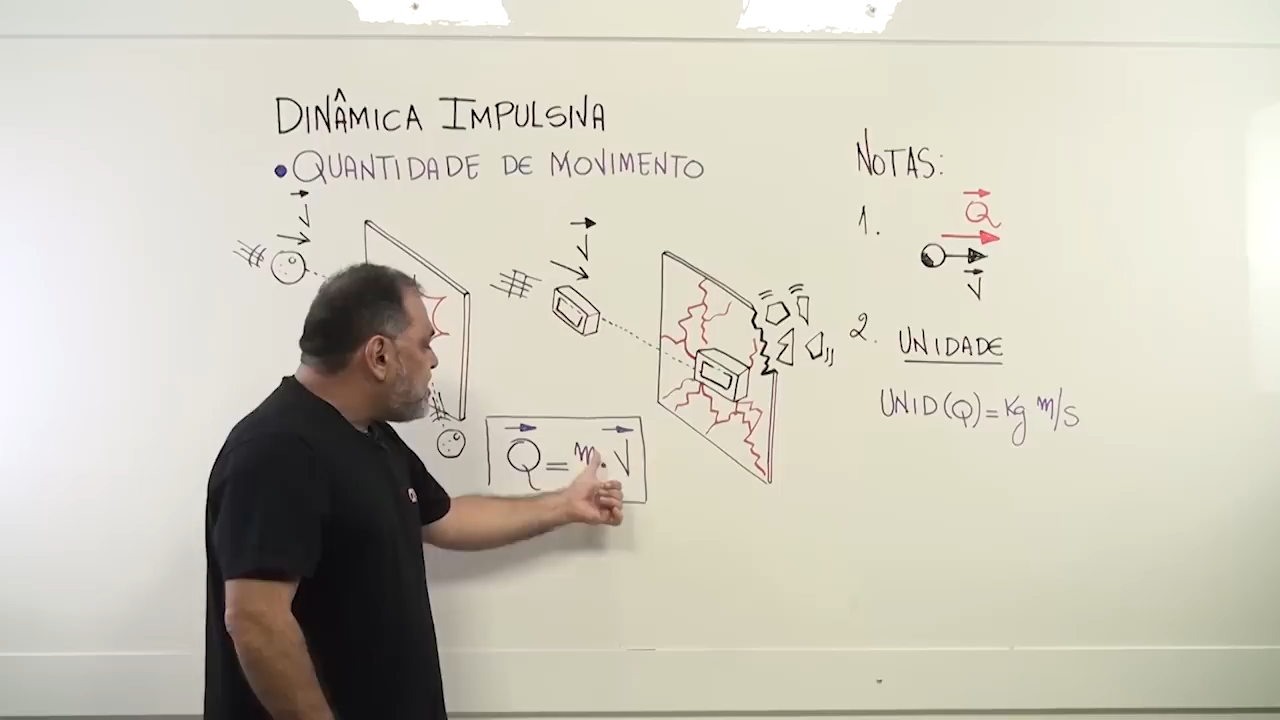 DINÂMICA IMPULSIVA
• QUANTIDADE DE MOVIMENTO
V
V
Q = m . V
NOTAS:
1.
Q
V
2. UNIDADE
UNID(Q) = Kg m/s